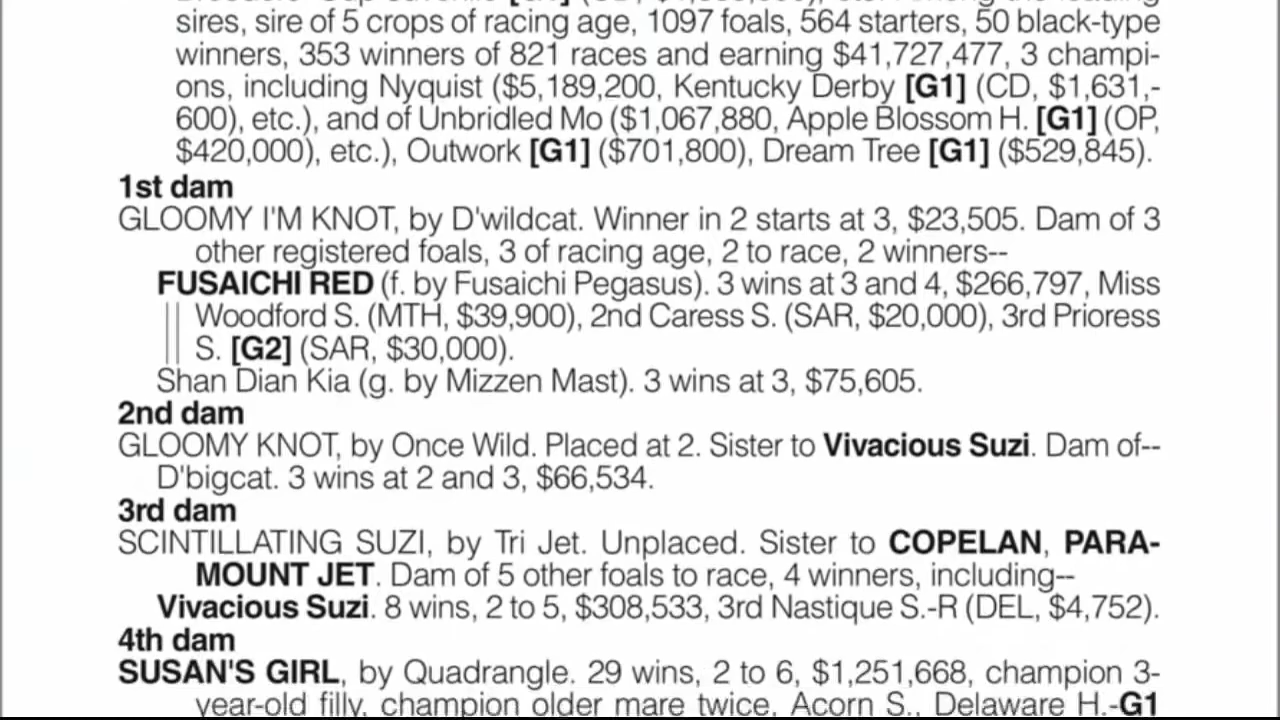 sires, sire of 5 crops of racing age, 1097 foals, 564 starters, 50 black-type
winners, 353 winners of 821 races and earning $41,727,477, 3 champi-
ons, including Nyquist ($5,189,200, Kentucky Derby [G1] (CD, $1,631,-
600), etc.), and of Unbridled Mo ($1,067,880, Apple Blossom H. [G1] (OP,
$420,000), etc.), Outwork [G1] ($701,800), Dream Tree [G1] ($529,845).
1st dam
GLOOMY I'M KNOT, by D'wildcat. Winner in 2 starts at 3, $23,505. Dam of 3
other registered foals, 3 of racing age, 2 to race, 2 winners--
FUSAICHI RED (f. by Fusaichi Pegasus). 3 wins at 3 and 4, $266,797, Miss
Woodford S. (MTH, $39,900), 2nd Caress S. (SAR, $20,000), 3rd Prioress
S. [G2] (SAR, $30,000).
Shan Dian Kia (g. by Mizzen Mast). 3 wins at 3, $75,605.
2nd dam
GLOOMY KNOT, by Once Wild. Placed at 2. Sister to Vivacious Suzi. Dam of--
D'bigcat. 3 wins at 2 and 3, $66,534.
3rd dam
SCINTILLATING SUZI, by Tri Jet. Unplaced. Sister to COPELAN, PARA-
MOUNT JET. Dam of 5 other foals to race, 4 winners, including--
Vivacious Suzi. 8 wins, 2 to 5, $308,533, 3rd Nastique S.-R (DEL, $4,752).
4th dam
SUSAN'S GIRL, by Quadrangle. 29 wins, 2 to 6, $1,251,668, champion 3-
year-old filly, champion older mare twice, Acorn S., Delaware H.-G1